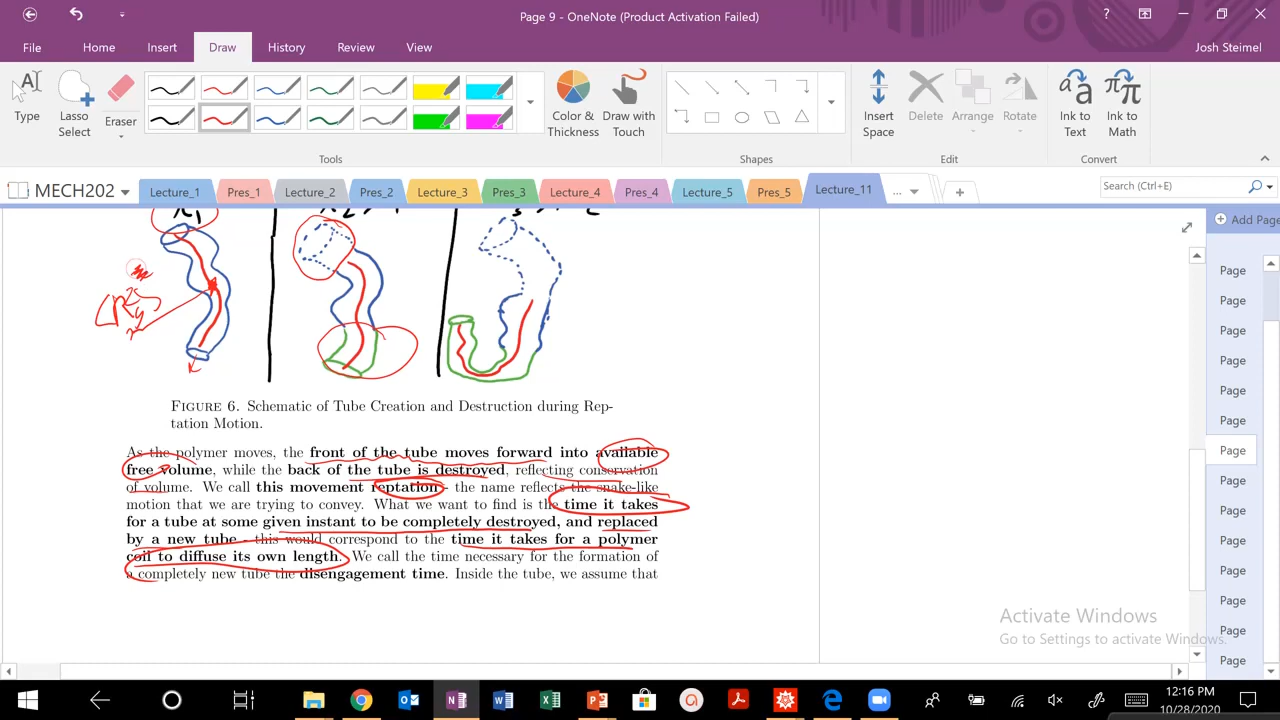 Page 9 - OneNote (Product Activation Failed)
?
File
Home
Insert
Draw
History
Review
View
Josh Steimel
Type
Lasso
Select
Eraser
Color &
Thickness
Draw with
Touch
Insert
Space
Delete
Arrange
Rotate
Ink to
Text
Ink to
Math
Tools
Shapes
Edit
Convert
MECH202
Lecture_1
Pres_1
Lecture_2
Pres_2
Lecture_3
Pres_3
Lecture_4
Pres_4
Lecture_5
Pres_5
Lecture_11
...
Search (Ctrl+E)
Add Page
Page
Page
Page
Page
Page
Page
Page
Page
Page
Page
Page
Page
Page
Page
Figure 6. Schematic of Tube Creation and Destruction during Rep-
tation Motion.
As the polymer moves, the front of the tube moves forward into available
free volume, while the back of the tube is destroyed, reflecting conservation
of volume. We call this movement reptation - the name reflects the snake-like
motion that we are trying to convey. What we want to find is the time it takes
for a tube at some given instant to be completely destroyed, and replaced
by a new tube - this would correspond to the time it takes for a polymer
coil to diffuse its own length. We call the time necessary for the formation of
a completely new tube the disengagement time. Inside the tube, we assume that
Activate Windows
Go to Settings to activate Windows.
12:16 PM
10/28/2020